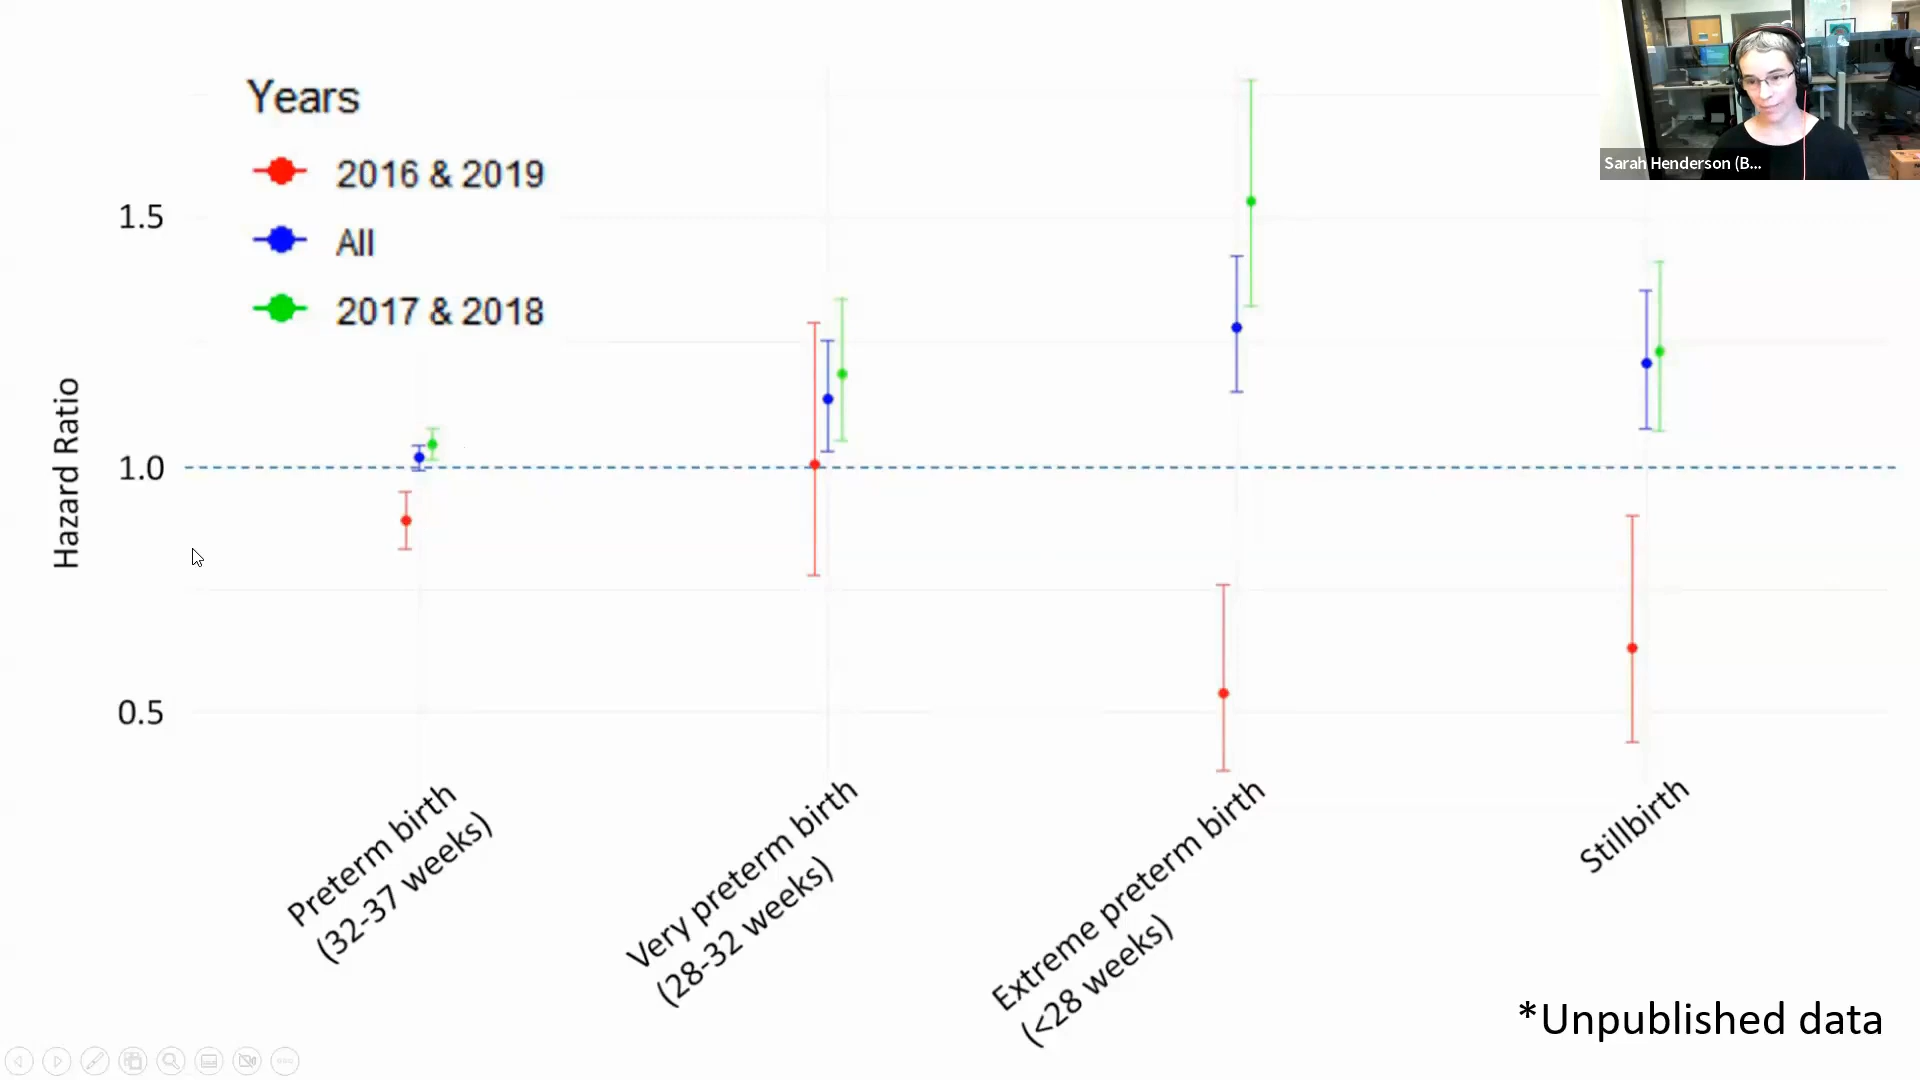 Years
2016 & 2019
All
2017 & 2018
Sarah Henderson (B...
Hazard Ratio
1.5
1.0
0.5
Preterm birth
(32-37 weeks)
Very preterm birth
(28-32 weeks)
Extreme preterm birth
(<28 weeks)
Stillbirth
*Unpublished data